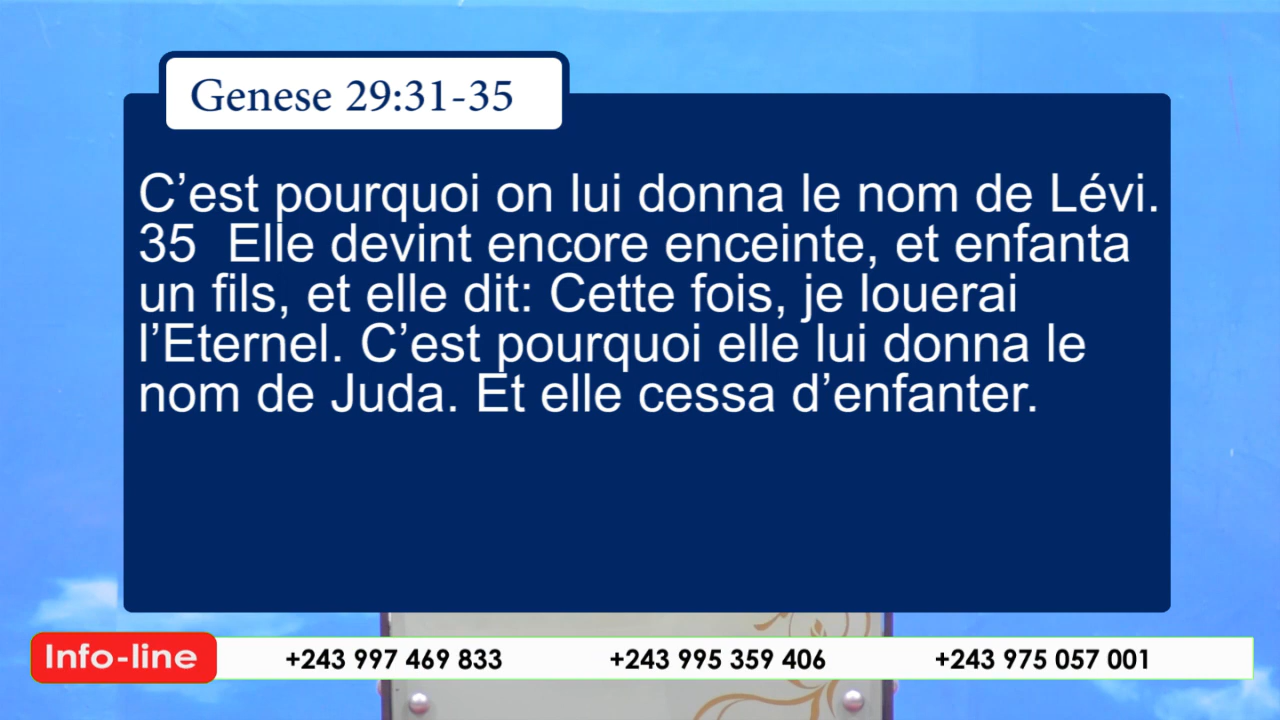 Genese 29:31-35
C’est pourquoi on lui donna le nom de Lévi.
35 Elle devint encore enceinte, et enfanta
un fils, et elle dit: Cette fois, je louerai
l’Eternel. C’est pourquoi elle lui donna le
nom de Juda. Et elle cessa d’enfanter.
Info-line +243 997 469 833 +243 995 359 406 +243 975 057 001